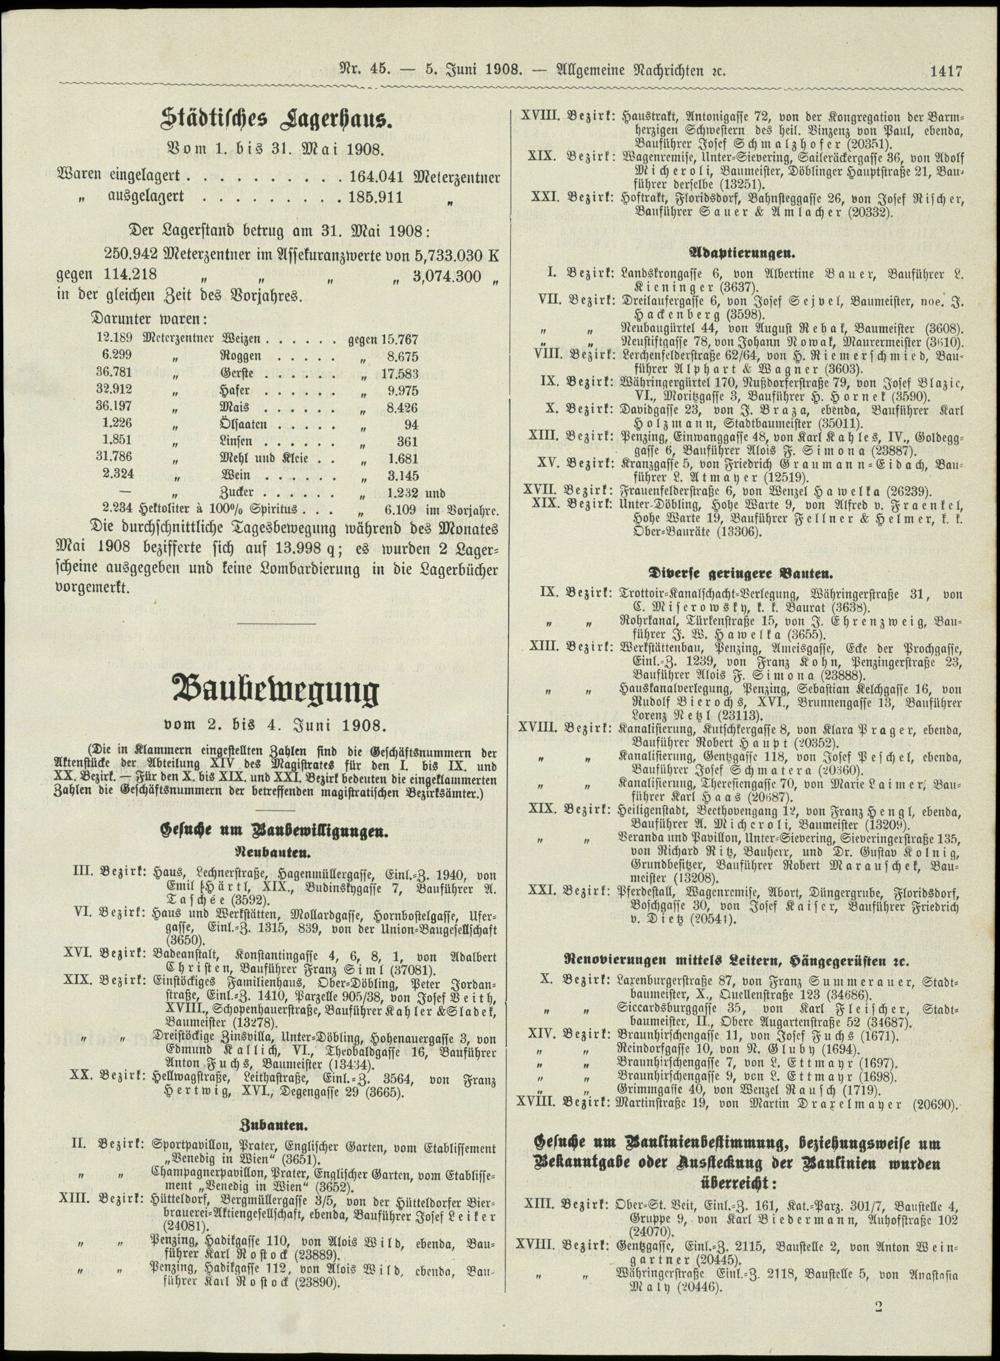 Nr. 45. — 5. Juni 1908. — Allgemeine Nachrichten ꝛc.
1417
Städtisches Lagerhaus.
Vom 1. bis 31. Mai 1908.
Waren eingelagert . . . . . . . . . . 164.041 Meterzentner
„ ausgelagert . . . . . . . . . 185.911 „
Der Lagerstand betrug am 31. Mai 1908:
250.942 Meterzentner im Assekuranzwerte von 5,733.030 K
gegen 114.218 „ „ „ „ 3,074.300 „
in der gleichen Zeit des Vorjahres.
Darunter waren:
12.189 Meterzentner Weizen . . . . . . gegen 15.767
6.299 „ Roggen . . . . . „ 8.675
36.781 „ Gerste . . . . . . „ 17.583
32.912 „ Hafer . . . . . . „ 9.975
36.197 „ Mais . . . . . . „ 8.426
1.226 „ Ölsaaten . . . . . „ 94
1.851 „ Linsen . . . . . . „ 361
31.786 „ Mehl und Kleie . . „ 1.681
2.324 „ Wein . . . . . . „ 3.145
— „ Zucker . . . . . . „ 1.232 und
2.234 Hektoliter à 100% Spiritus . . . „ 6.109 im Vorjahre.
Die durchschnittliche Tagesbewegung während des Monates
Mai 1908 bezifferte sich auf 13.998 q; es wurden 2 Lager-
scheine ausgegeben und keine Lombardierung in die Lagerbücher
vorgemerkt.
Baubewegung
vom 2. bis 4. Juni 1908.
(Die in Klammern eingestellten Zahlen sind die Geschäftsnummern der
Aktenstücke der Abteilung XIV des Magistrates für den I. bis IX. und
XX. Bezirk. — Für den X. bis XIX. und XXI. Bezirk bedeuten die eingeklammerten
Zahlen die Geschäftsnummern der betreffenden magistratischen Bezirksämter.)
Gesuche um Baubewilligungen.
Neubauten.
III. Bezirk: Haus, Lechnerstraße, Hagenmüllergasse, Einl.-Z. 1940, von
Emil Härtl, XIX., Budinskygasse 7, Bauführer A.
Taschée (3592).
VI. Bezirk: Haus und Werkstätten, Mollardgasse, Hornbostelgasse, Ufer-
gasse, Einl.-Z. 1315, 839, von der Union-Baugesellschaft
(3650).
XVI. Bezirk: Badeanstalt, Konstantingasse 4, 6, 8, 1, von Adalbert
Christen, Bauführer Franz Siml (37081).
XIX. Bezirk: Einstöckiges Familienhaus, Ober-Döbling, Peter Jordan-
straße, Einl.-Z. 1410, Parzelle 905/38, von Josef Veith,
XVIII., Schopenhauerstraße, Bauführer Kahler & Sladek,
Baumeister (13278).
„ „ Dreistöckige Zinsvilla, Unter-Döbling, Hohenauergasse 3, von
Edmund Kallich, VI., Theobaldgasse 16, Bauführer
Anton Fuchs, Baumeister (13434).
XX. Bezirk: Hellwagstraße, Leithastraße, Einl.-Z. 3564, von Franz
Hertwig, XVI., Degengasse 29 (3665).
Zubauten.
II. Bezirk: Sportpavillon, Prater, Englischer Garten, vom Etablissement
„Venedig in Wien“ (3651).
„ „ Champagnerpavillon, Prater, Englischer Garten, vom Etablisse-
ment „Venedig in Wien“ (3652).
XIII. Bezirk: Hütteldorf, Bergmüllergasse 3/5, von der Hütteldorfer Bier-
brauerei-Aktiengesellschaft, ebenda, Bauführer Josef Leiker
(24081).
„ „ Penzing, Hadikgasse 110, von Alois Wild, ebenda, Bau-
führer Karl Rostock (23889).
„ „ Penzing, Hadikgasse 112, von Alois Wild, ebenda, Bau-
führer Karl Rostock (23890).
XVIII. Bezirk: Haustrakt, Antonigasse 72, von der Kongregation der Barm-
herzigen Schwestern des heil. Vinzenz von Paul, ebenda,
Bauführer Josef Schmalzhofer (20351).
XIX. Bezirk: Wagenremise, Unter-Sievering, Saileräckergasse 36, von Adolf
Micheroli, Baumeister, Döblinger Hauptstraße 21, Bau-
führer derselbe (13251).
XXI. Bezirk: Hoftrakt, Floridsdorf, Bahnsteggasse 26, von Josef Rischer,
Bauführer Sauer & Amlacher (20332).
Adaptierungen.
I. Bezirk: Landskrongasse 6, von Albertine Bauer, Bauführer L.
Kieninger (3637).
VII. Bezirk: Dreilaufergasse 6, von Josef Sejvel, Baumeister, noe. J.
Hackenberg (3598).
„ „ Neubaugürtel 44, von August Rehak, Baumeister (3608).
„ „ Neustiftgasse 78, von Johann Nowak, Maurermeister (3610).
VIII. Bezirk: Lerchenfelderstraße 62/64, von H. Riemerschmied, Bau-
führer Alphart & Wagner (3603).
IX. Bezirk: Währingergürtel 170, Nußdorferstraße 79, von Josef Blazic,
VI., Moritzgasse 3, Bauführer H. Hornek (3590).
X. Bezirk: Davidgasse 23, von J. Braza, ebenda, Bauführer Karl
Holzmann, Stadtbaumeister (35011).
XIII. Bezirk: Penzing, Einwanggasse 48, von Karl Kahles, IV., Goldegg-
gasse 6, Bauführer Alois F. Simona (23887).
XV. Bezirk: Kranzgasse 5, von Friedrich Graumann-Eidach, Bau-
führer L. Atmayer (12519).
XVII. Bezirk: Frauenfelderstraße 6, von Wenzel Hawelka (26239).
XIX. Bezirk: Unter-Döbling, Hohe Warte 9, von Alfred v. Fraenkel,
Hohe Warte 19, Bauführer Fellner & Helmer, k. k.
Ober-Bauräte (13306).
Diverse geringere Bauten.
IX. Bezirk: Trottoir-Kanalschacht-Verlegung, Währingerstraße 31, von
C. Miserowsky, k. k. Baurat (3638).
„ „ Rohrkanal, Türkenstraße 15, von J. Ehrenzweig, Bau-
führer J. W. Hawelka (3655).
XIII. Bezirk: Werkstättenbau, Penzing, Ameisgasse, Ecke der Prochgasse,
Einl.-Z. 1239, von Franz Kohn, Penzingerstraße 23,
Bauführer Alois F. Simona (23888).
„ „ Hauskanalverlegung, Penzing, Sebastian Kelchgasse 16, von
Rudolf Bierochs, XVI., Brunnengasse 13, Bauführer
Lorenz Netzl (23113).
XVIII. Bezirk: Kanalisierung, Kutschkergasse 8, von Klara Prager, ebenda,
Bauführer Robert Haupt (20352).
„ „ Kanalisierung, Gentzgasse 118, von Josef Peschel, ebenda,
Bauführer Josef Schmatera (20360).
„ „ Kanalisierung, Theresiengasse 70, von Marie Laimer, Bau-
führer Karl Haas (20687).
XIX. Bezirk: Heiligenstadt, Beethovengang 12, von Franz Hengl, ebenda,
Bauführer A. Micheroli, Baumeister (13209).
„ „ Veranda und Pavillon, Unter-Sievering, Sieveringerstraße 135,
von Richard Ritz, Bauherr, und Dr. Gustav Kolnig,
Grundbesitzer, Bauführer Robert Marauschek, Bau-
meister (13208).
XXI. Bezirk: Pferdestall, Wagenremise, Abort, Düngergrube, Floridsdorf,
Boschgasse 30, von Josef Kaiser, Bauführer Friedrich
v. Dietz (20541).
Renovierungen mittels Leitern, Hängegerüsten ꝛc.
X. Bezirk: Laxenburgerstraße 87, von Franz Summerauer, Stadt-
baumeister, X., Quellenstraße 123 (34686).
„ „ Siccardsburggasse 35, von Karl Fleischer, Stadt-
baumeister, II., Obere Augartenstraße 52 (34687).
XIV. Bezirk: Braunhirschengasse 11, von Josef Fuchs (1671).
„ „ Reindorfgasse 10, von N. Gluby (1694).
„ „ Braunhirschengasse 7, von L. Ettmayr (1697).
„ „ Braunhirschengasse 9, von L. Ettmayr (1698).
„ „ Grimmgasse 40, von Wenzel Rausch (1719).
XVIII. Bezirk: Martinstraße 19, von Martin Draxelmayer (20690).
Gesuche um Baulinienbestimmung, beziehungsweise um
Bekanntgabe oder Aussteckung der Baulinien wurden
überreicht:
XIII. Bezirk: Ober-St. Veit, Einl.-Z. 161, Kat.-Parz. 301/7, Baustelle 4,
Gruppe 9, von Karl Biedermann, Auhofstraße 102
(24070).
XVIII. Bezirk: Gentzgasse, Einl.-Z. 2115, Baustelle 2, von Anton Wein-
gartner (20445).
„ „ Währingerstraße Einl.-Z. 2118, Baustelle 5, von Anastasia
Maly (20446).
2